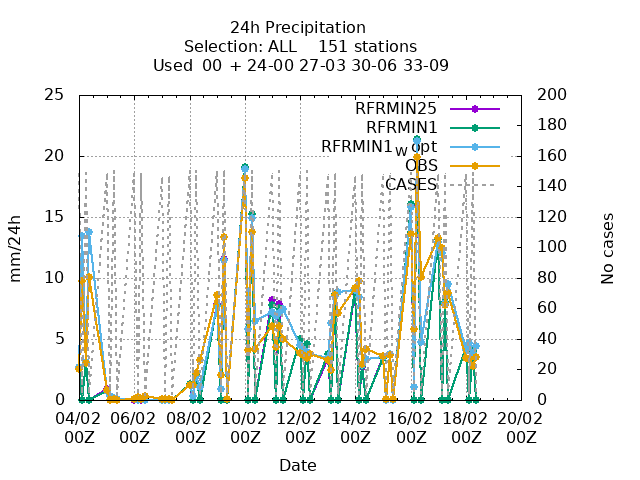 24h Precipitation
Selection: ALL    151 stations
Used  00 + 24-00 27-03 30-06 33-09
25
20
15
10
5
0
mm/24h
200
180
160
140
120
100
80
60
40
20
0
No cases
RFRMIN25
RFRMIN1
RFRMIN1w opt
OBS
CASES
04/02 06/02 08/02 10/02 12/02 14/02 16/02 18/02 20/02
00Z 00Z 00Z 00Z 00Z 00Z 00Z 00Z 00Z
Date